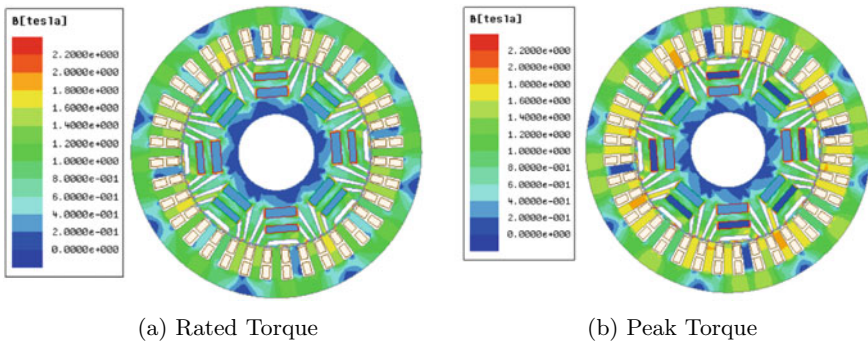 B[tesla]
2.2000e+000
2.0000e+000
1.8000e+000
1.6000e+000
1.4000e+000
1.2000e+000
1.0000e+000
8.0000e-001
6.0000e-001
4.0000e-001
2.0000e-001
0.0000e+000
(a) Rated Torque
B[tesla]
2.2000e+000
2.0000e+000
1.8000e+000
1.6000e+000
1.4000e+000
1.2000e+000
1.0000e+000
8.0000e-001
6.0000e-001
4.0000e-001
2.0000e-001
0.0000e+000
(b) Peak Torque